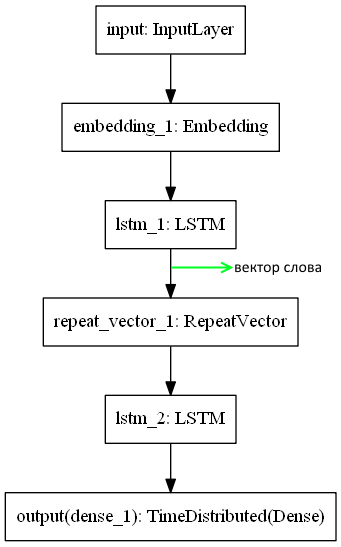 input: InputLayer
embedding_1: Embedding
lstm_1: LSTM
вектор слова
repeat_vector_1: RepeatVector
lstm_2: LSTM
output(dense_1): TimeDistributed(Dense)